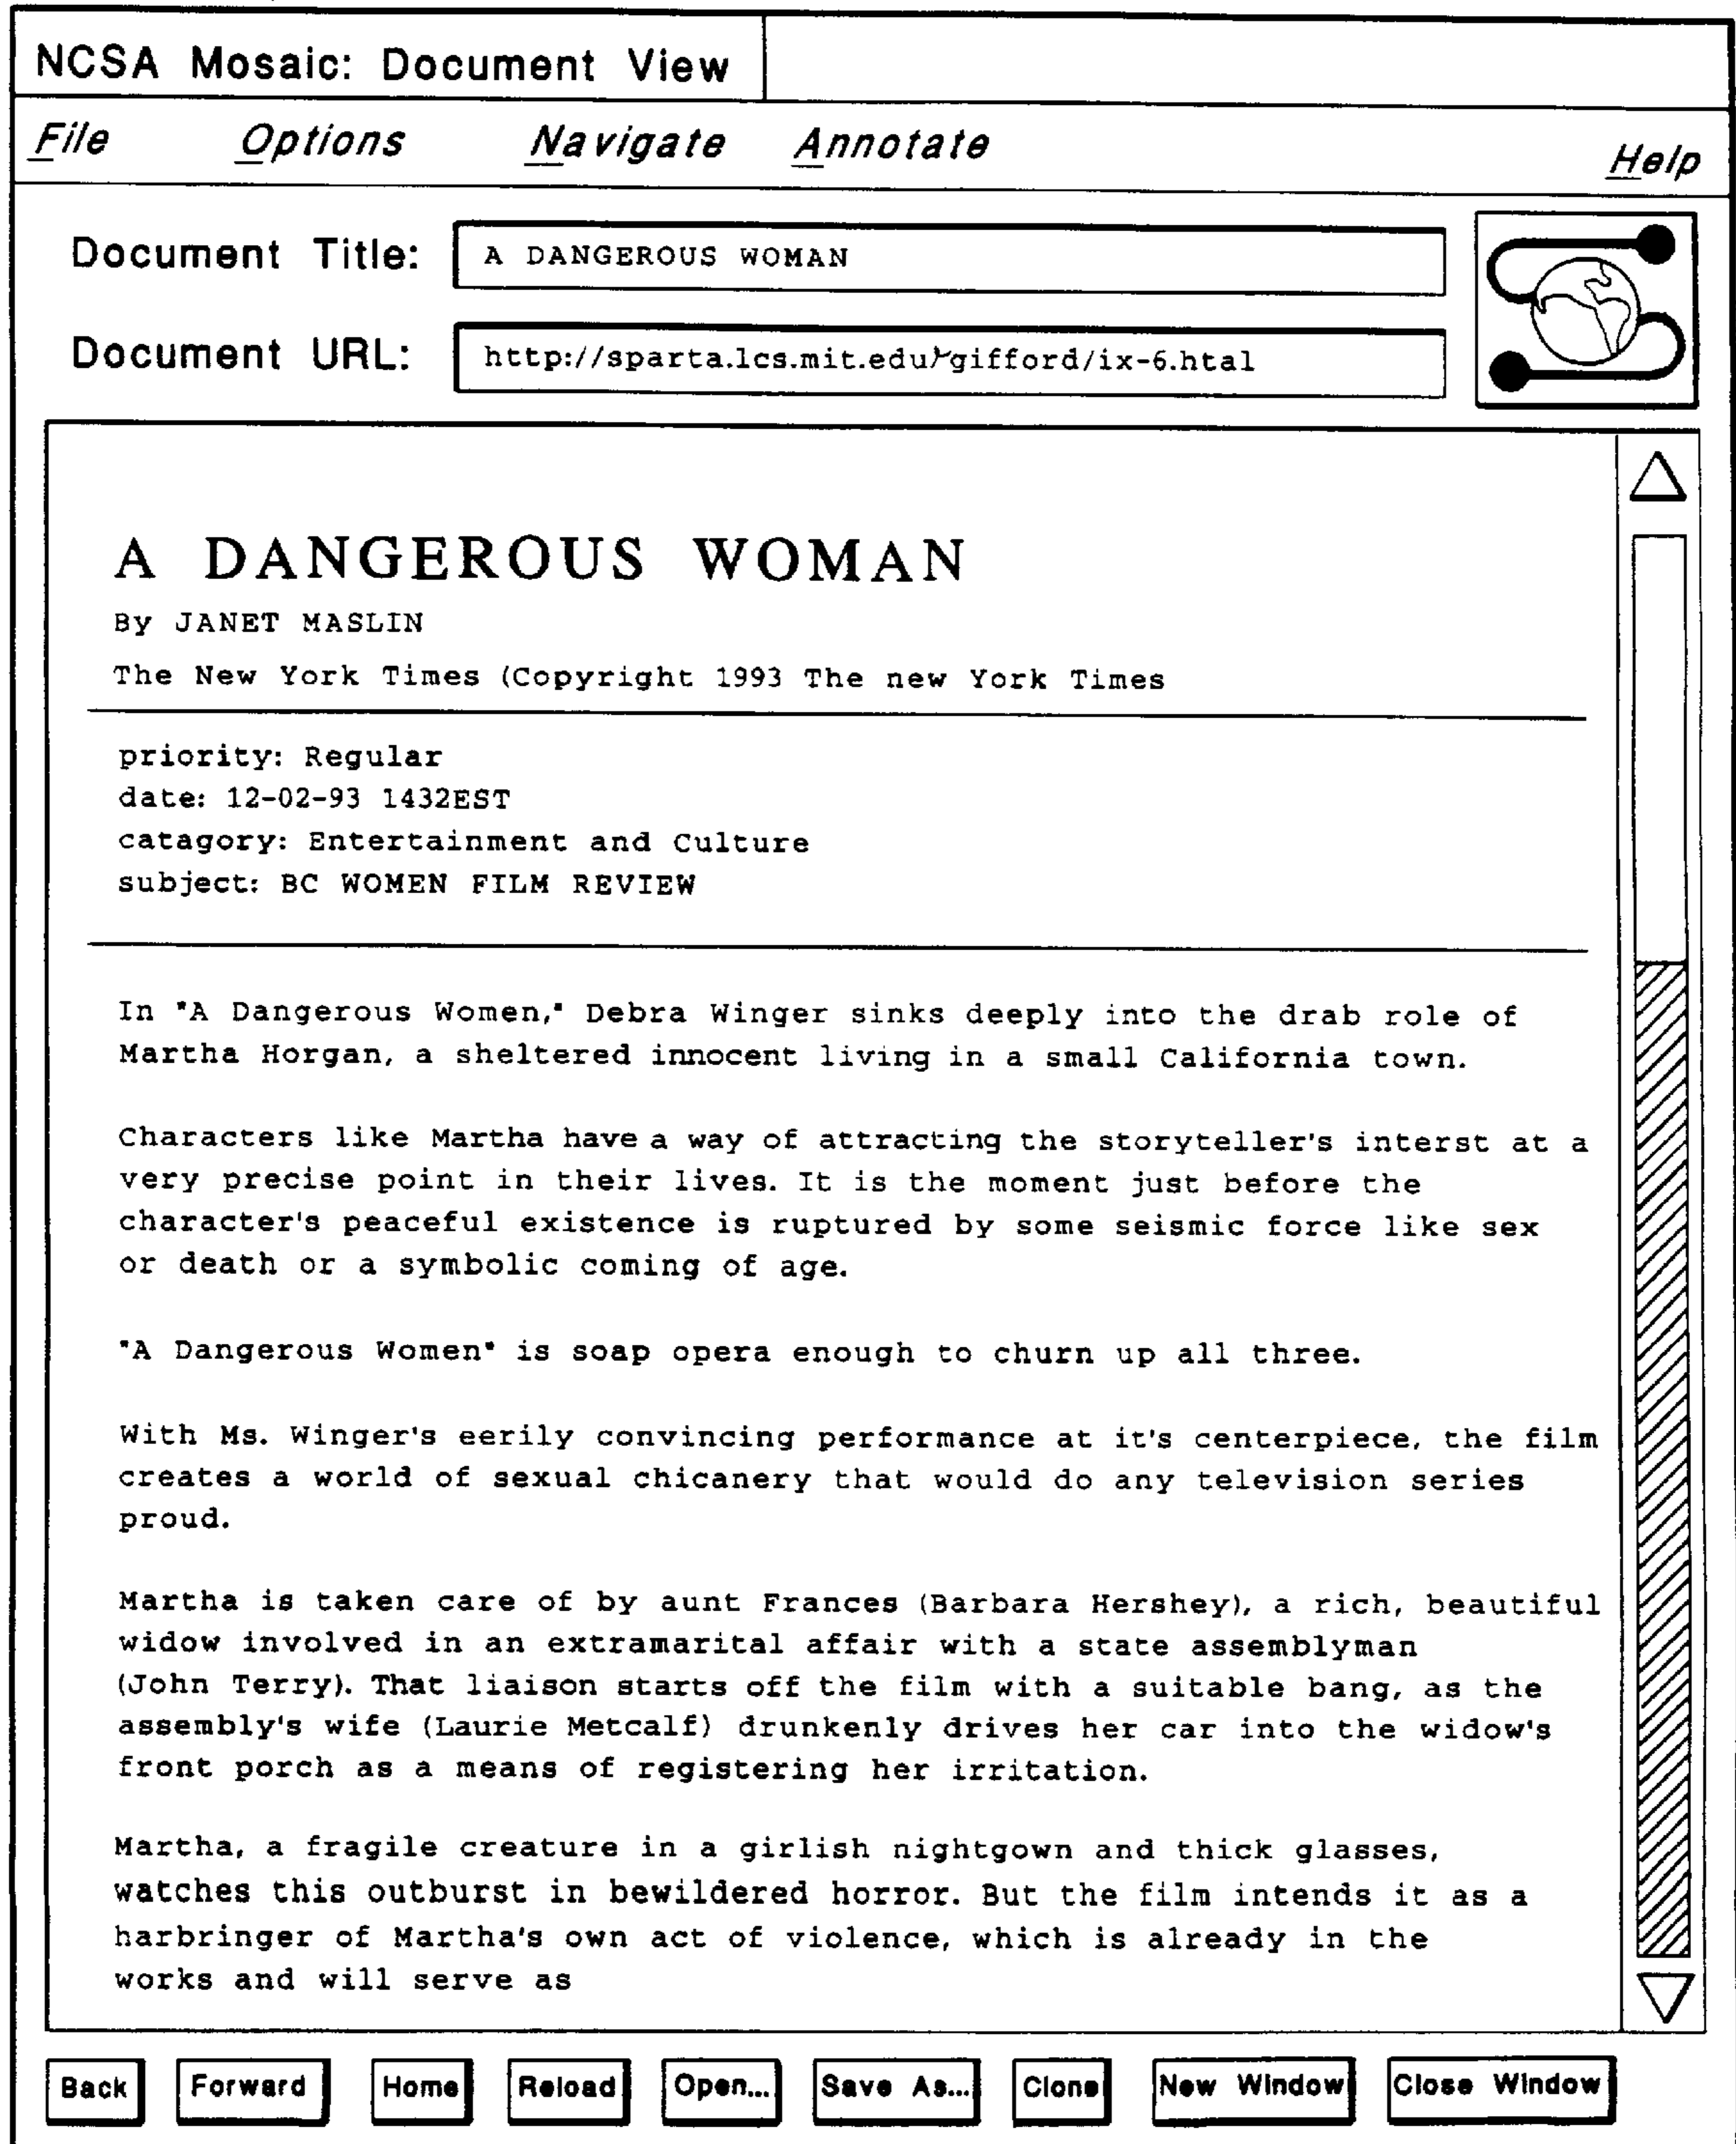 NCSA Mosaic: Document View
File Options Navigate Annotate Help
Document Title: A DANGEROUS WOMAN
Document URL: http://sparta.lcs.mit.edu/~gifford/ix-6.htal
A DANGEROUS WOMAN
By JANET MASLIN
The New York Times (Copyright 1993 The new York Times
priority: Regular
date: 12-02-93 1432EST
catagory: Entertainment and Culture
subject: BC WOMEN FILM REVIEW
In "A Dangerous Women," Debra Winger sinks deeply into the drab role of
Martha Horgan, a sheltered innocent living in a small California town.
Characters like Martha have a way of attracting the storyteller's interst at a
very precise point in their lives. It is the moment just before the
character's peaceful existence is ruptured by some seismic force like sex
or death or a symbolic coming of age.
"A Dangerous Women" is soap opera enough to churn up all three.
With Ms. Winger's eerily convincing performance at it's centerpiece, the film
creates a world of sexual chicanery that would do any television series
proud.
Martha is taken care of by aunt Frances (Barbara Hershey), a rich, beautiful
widow involved in an extramarital affair with a state assemblyman
(John Terry). That liaison starts off the film with a suitable bang, as the
assembly's wife (Laurie Metcalf) drunkenly drives her car into the widow's
front porch as a means of registering her irritation.
Martha, a fragile creature in a girlish nightgown and thick glasses,
watches this outburst in bewildered horror. But the film intends it as a
harbringer of Martha's own act of violence, which is already in the
works and will serve as
Back Forward Home Reload Open... Save As... Clone New Window Close Window